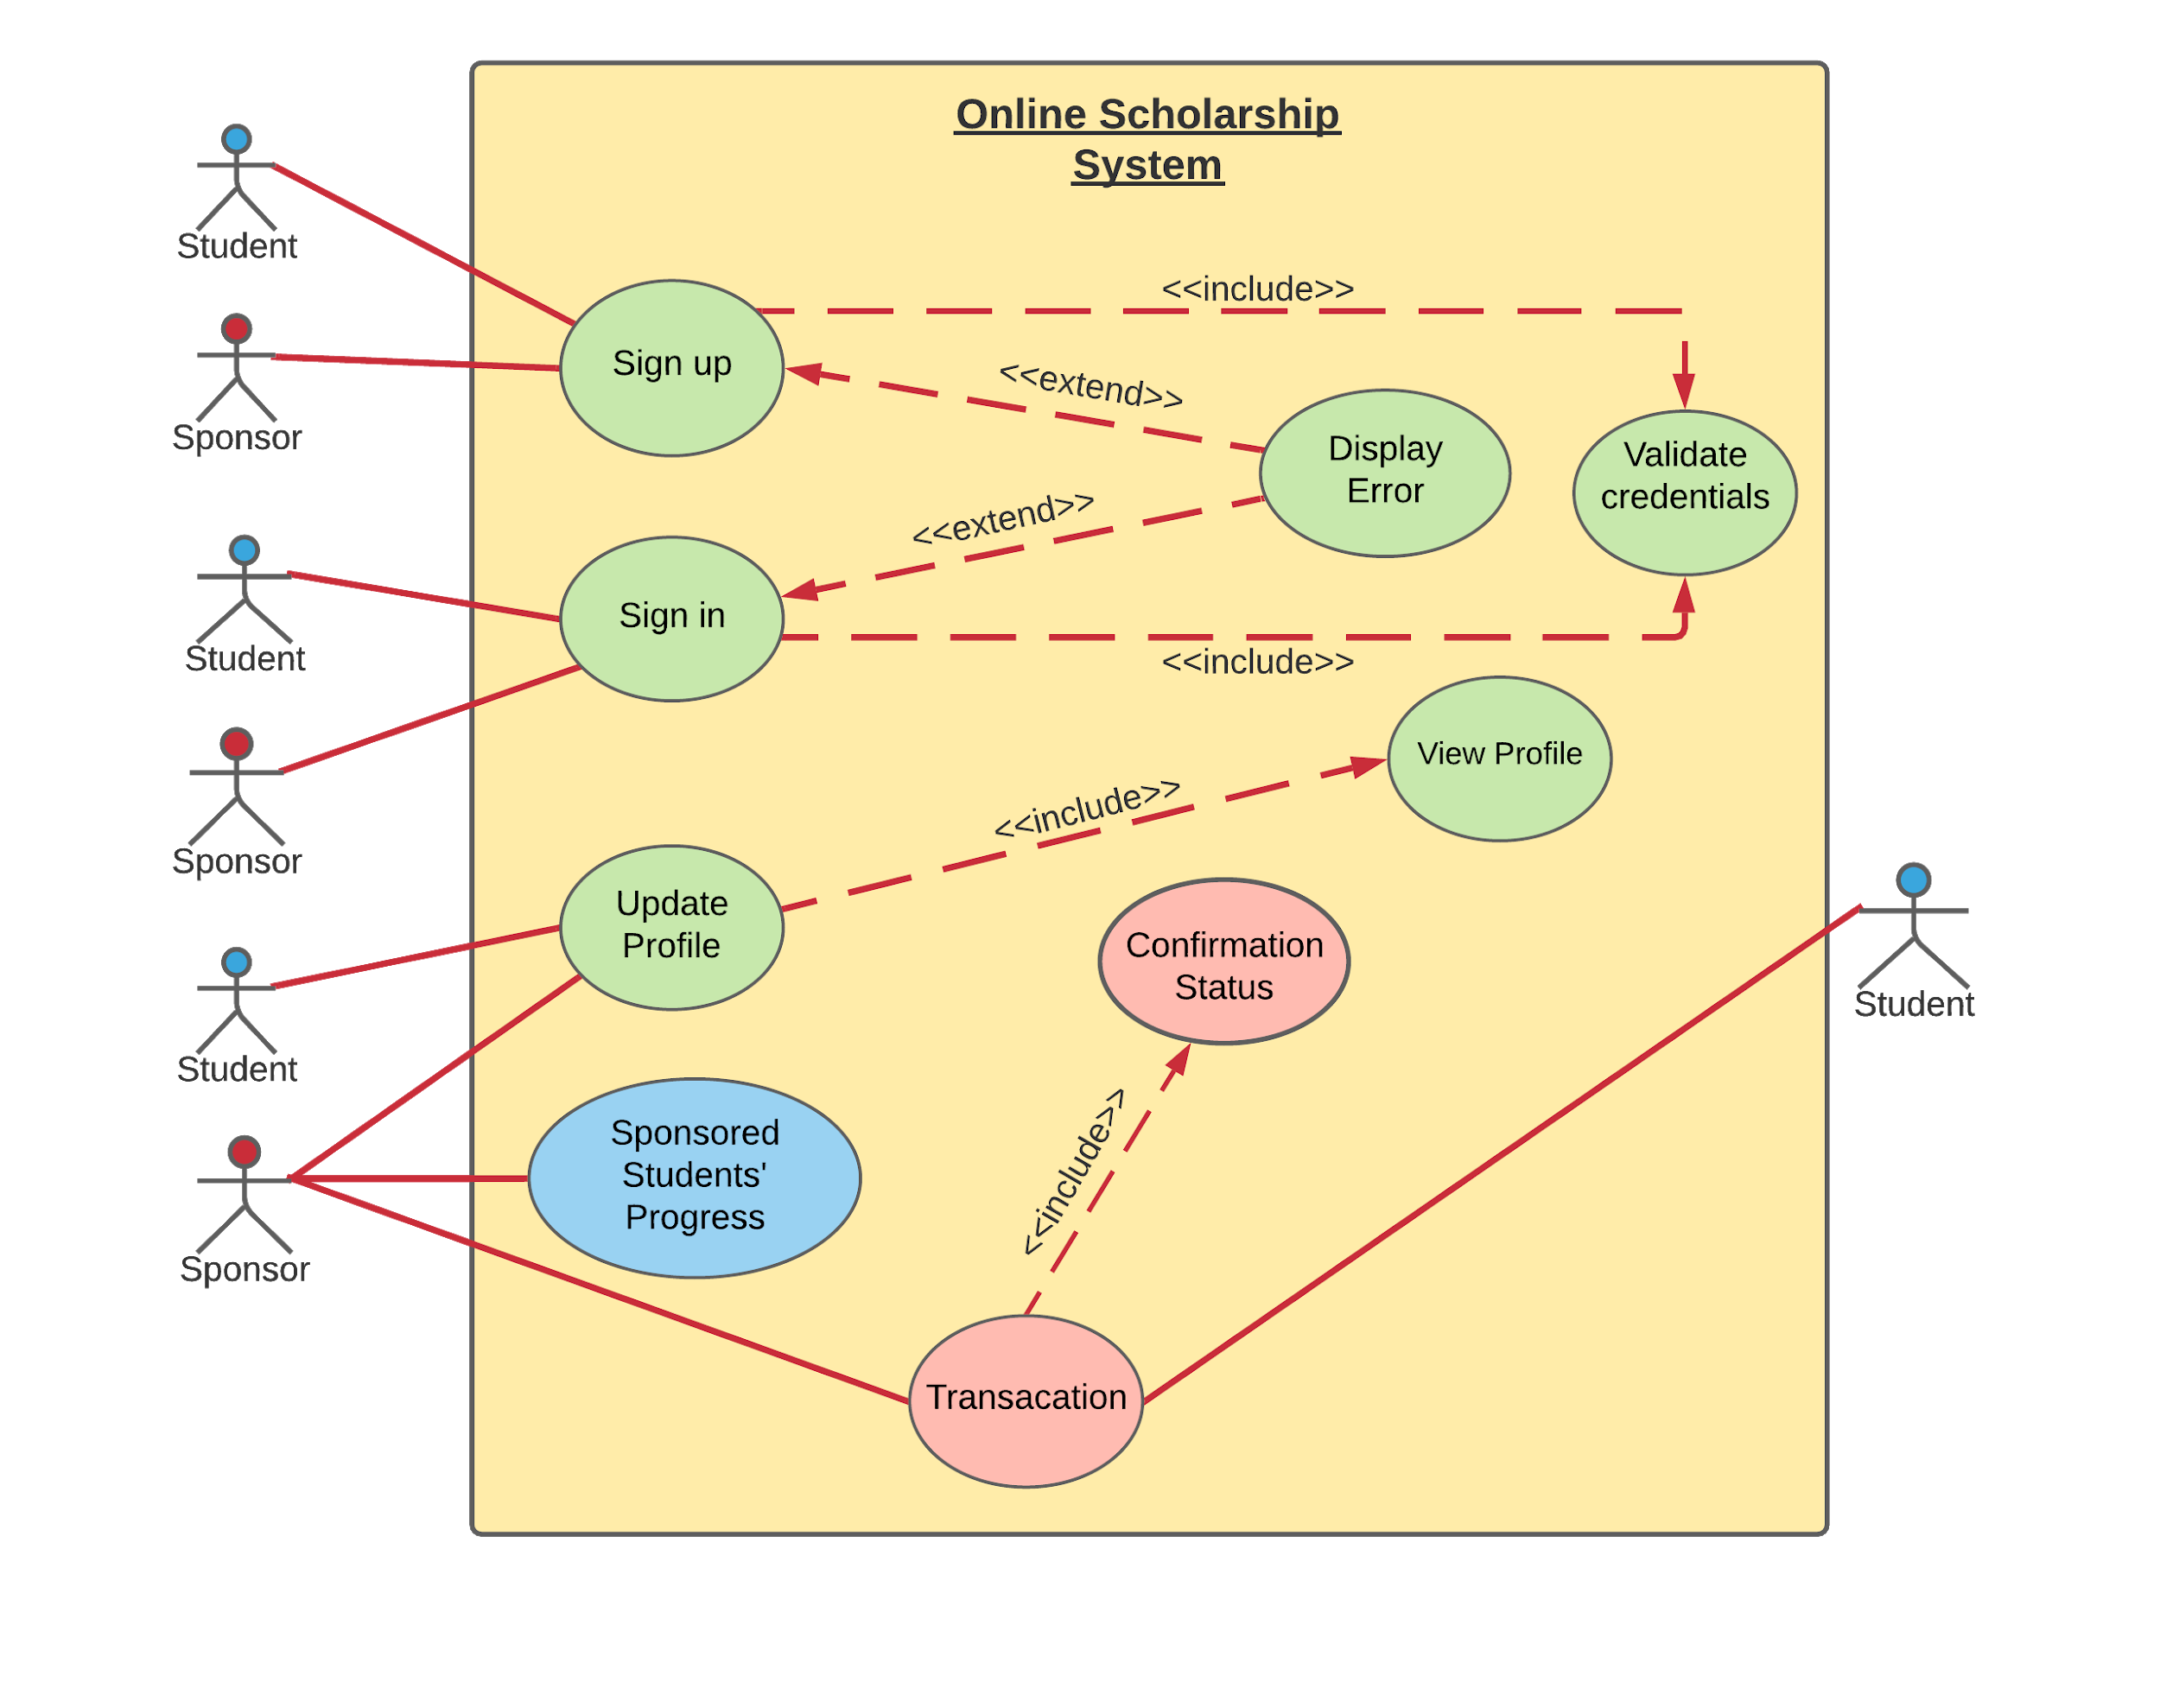 Online Scholarship
System
Student
<<include>>
Sign up
<<extend>>
Sponsor
Display
Error
Validate
credentials
<<extend>>
Sign in
Student
<<include>>
View Profile
<<include>>
Sponsor
Update
Profile
Confirmation
Status
Student
Student
Sponsored
Students'
Progress
<<include>>
Sponsor
Transacation